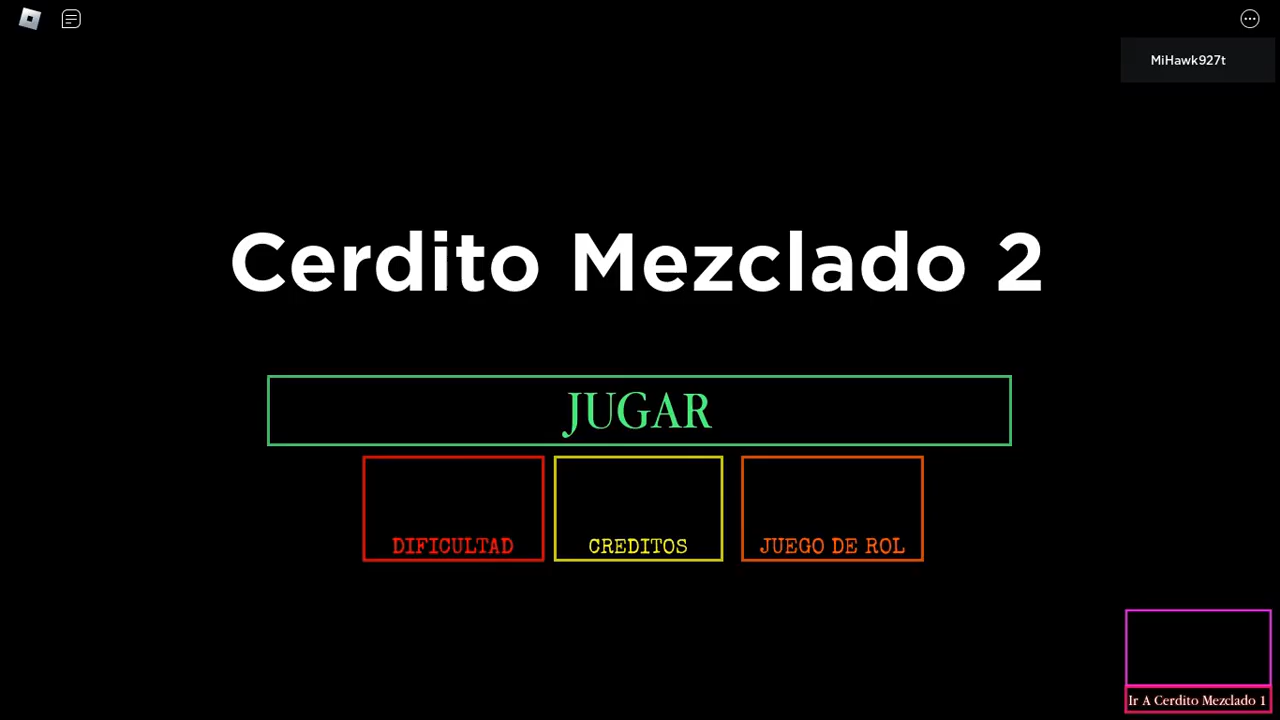 MiHawk927t
Cerdito Mezclado 2
JUGAR
DIFICULTAD
CREDITOS
JUEGO DE ROL
Ir A Cerdito Mezclado 1